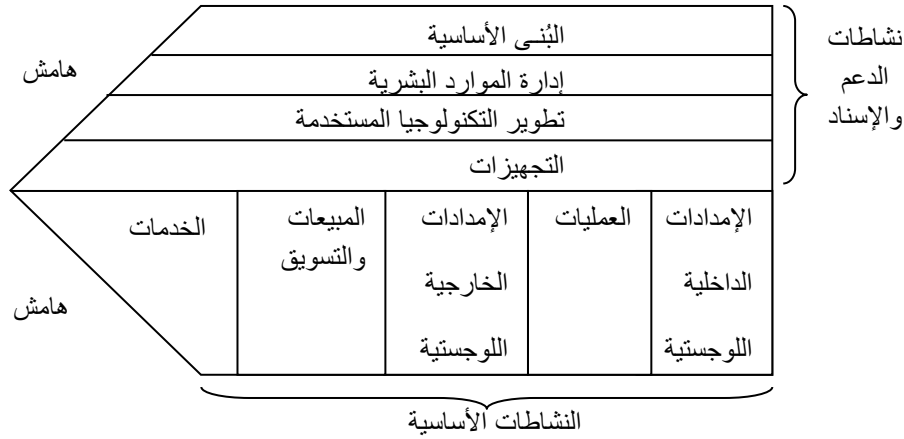 نشاطات
الدعم
والإسناد
البُنــى الأساسية
إدارة الموارد البشرية
تطوير التكنولوجيا المستخدمة
التجهيزات
هامش
الإمدادات
الداخلية
اللوجستية
العمليات
الإمدادات
الخارجية
اللوجستية
المبيعات
والتسويق
الخدمات
هامش
النشاطات الأساسية